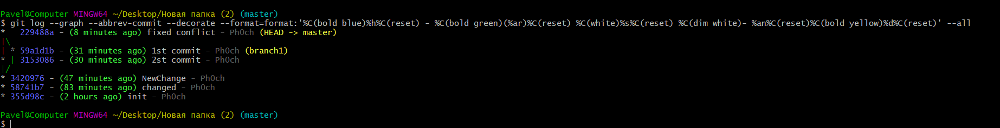 Pavel@Computer MINGW64 ~/Desktop/Новая папка (2) (master)
$ git log --graph --abbrev-commit --decorate --format=format:'%C(bold blue)%h%C(reset) - %C(bold green)(%ar)%C(reset) %C(white)%s%C(reset) %C(dim white)- %an%C(reset)%C(bold yellow)%d%C(reset)' --all
*   229488a - (8 minutes ago) fixed conflict - Ph0ch (HEAD -> master)
|\
| * 59a1d1b - (31 minutes ago) 1st commit - Ph0ch (branch1)
* | 3153086 - (30 minutes ago) 2st commit - Ph0ch
|/
* 3420976 - (47 minutes ago) NewChange - Ph0ch
* 58741b7 - (83 minutes ago) changed - Ph0ch
* 355d98c - (2 hours ago) init - Ph0ch
Pavel@Computer MINGW64 ~/Desktop/Новая папка (2) (master)
$